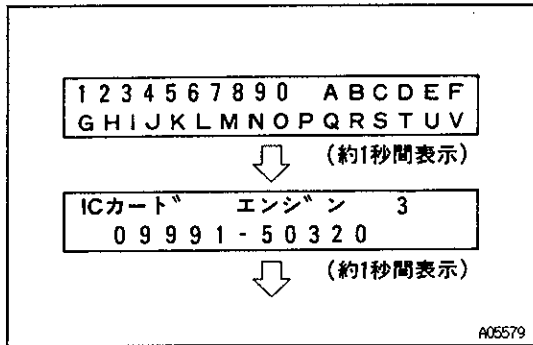 1234567890 ABCDEF
GHIJKLMNOPQRSTUV
(約1秒間表示)
ICカード エンジン 3
09991-50320
(約1秒間表示)
A05579